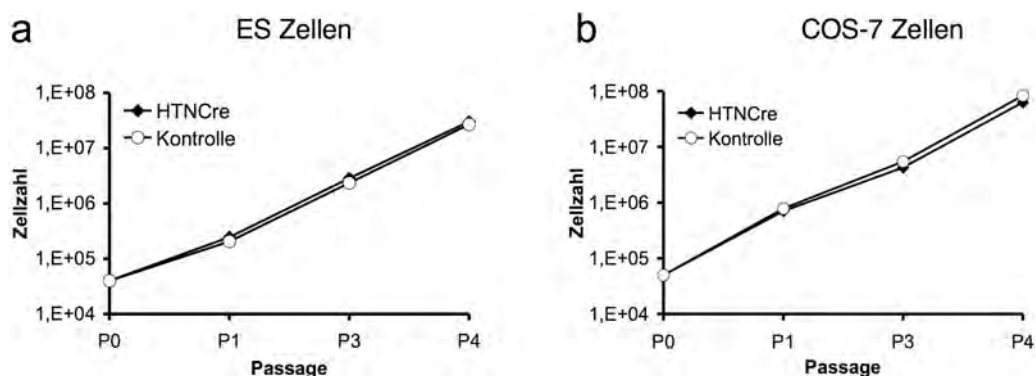 a
ES Zellen
1,E+08
1,E+07
1,E+06
1,E+05
1,E+04
Zellzahl
HTNCre
Kontrolle
P0 P1 P3 P4
Passage
b
COS-7 Zellen
1,E+08
1,E+07
1,E+06
1,E+05
1,E+04
Zellzahl
HTNCre
Kontrolle
P0 P1 P3 P4
Passage